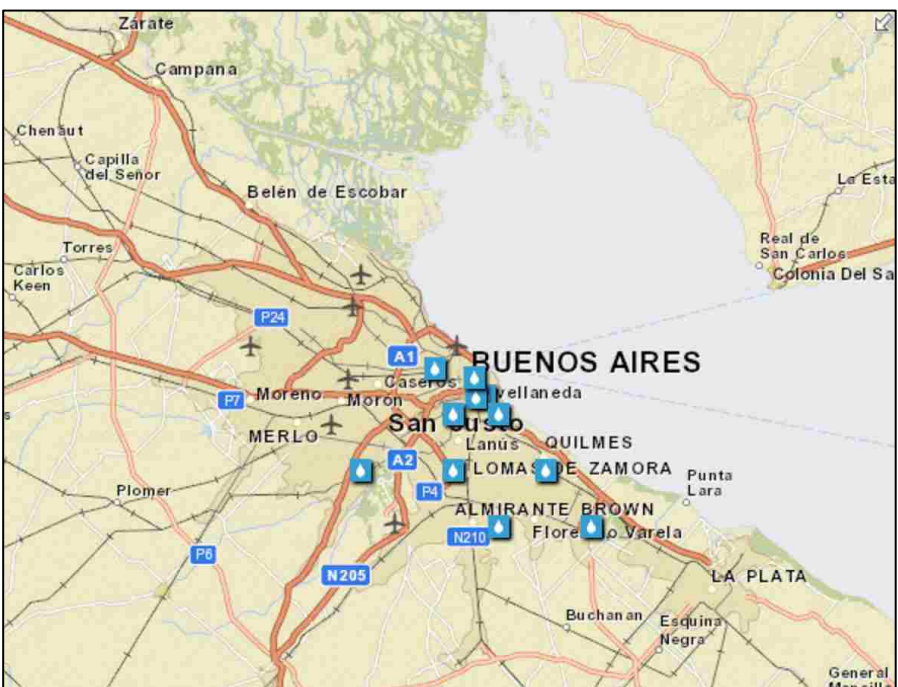 Zárate
Campana
Chenaut
Capilla
del Señor
La Esta
Belén de Escobar
Real de
San Carlos
Torres
Carlos
Keen
Colonia Del Sa
P24
A1
BUENOS AIRES
Caseros
vellaneda
P7
Moreno
Morón
San Justo
MERLO
Lanús
QUILMES
A2
LOMAS DE ZAMORA
Punta
Lara
Plomer
P4
ALMIRANTE BROWN
N210
Varela
P6
N205
LA PLATA
Buchanan
Esquina
Negra
General